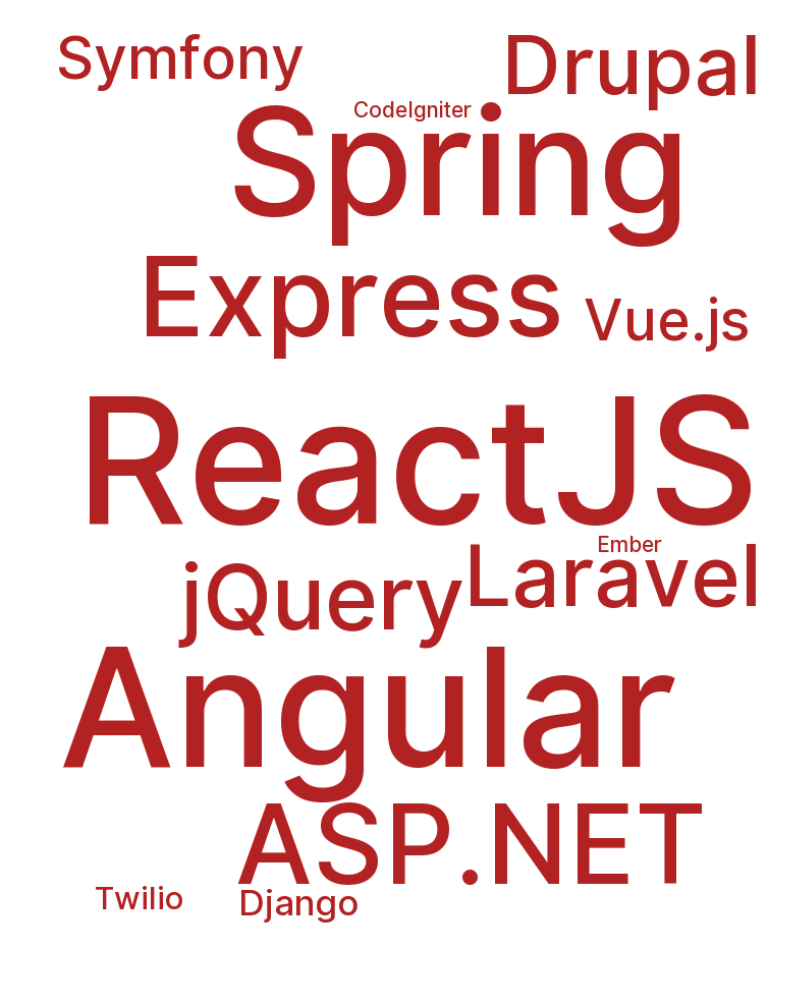 Symfony
Drupal
CodeIgniter
Spring
Express
Vue.js
ReactJS
Ember
Laravel
jQuery
Angular
ASP.NET
Twilio
Django